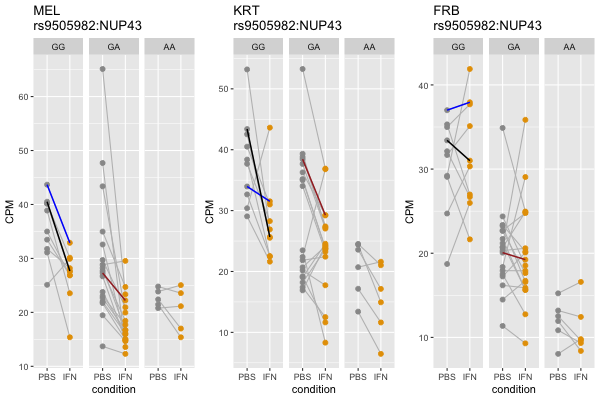 MEL
rs9505982:NUP43
GG GA AA
CPM
60
50
40
30
20
10
PBS IFN PBS IFN PBS IFN
condition
KRT
rs9505982:NUP43
GG GA AA
CPM
50
40
30
20
10
PBS IFN PBS IFN PBS IFN
condition
FRB
rs9505982:NUP43
GG GA AA
CPM
40
30
20
10
PBS IFN PBS IFN PBS IFN
condition